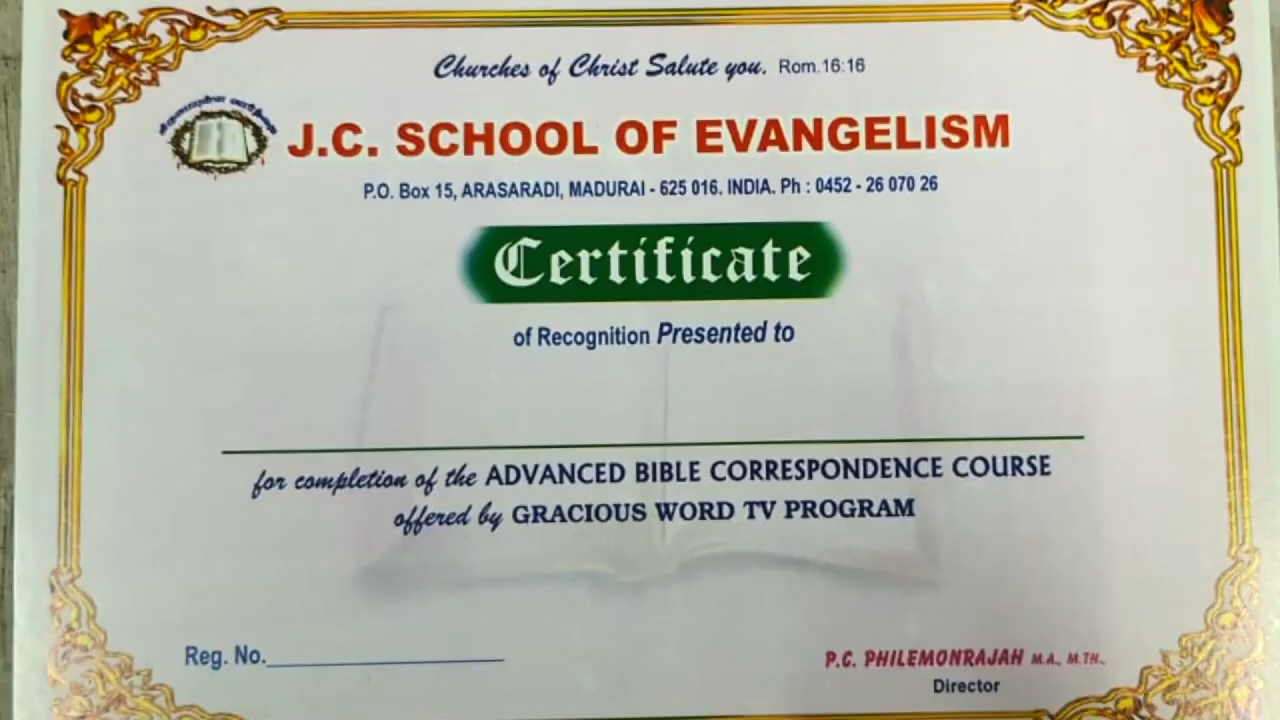 Churches of Christ Salute you. Rom.16:16
J.C. SCHOOL OF EVANGELISM
P.O. Box 15, ARASARADI, MADURAI - 625 016. INDIA. Ph : 0452 - 26 070 26
Certificate
of Recognition Presented to
for completion of the ADVANCED BIBLE CORRESPONDENCE COURSE
offered by GRACIOUS WORD TV PROGRAM
Reg. No.
P.C. PHILEMONRAJAH M.A., M.TH.,
Director